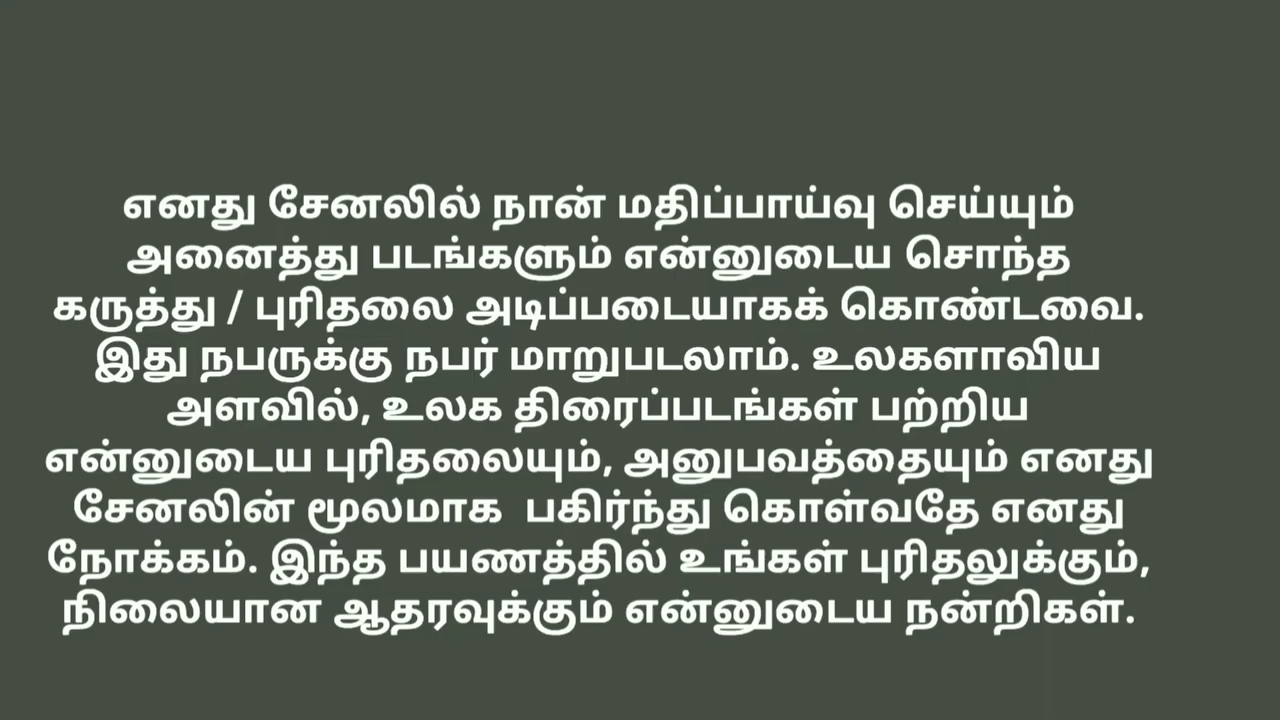 எனது சேனலில் நான் மதிப்பாய்வு செய்யும்
அனைத்து படங்களும் என்னுடைய சொந்த
கருத்து / புரிதலை அடிப்படையாகக் கொண்டவை.
இது நபருக்கு நபர் மாறுபடலாம். உலகளாவிய
அளவில், உலக திரைப்படங்கள் பற்றிய
என்னுடைய புரிதலையும், அனுபவத்தையும் எனது
சேனலின் மூலமாக  பகிர்ந்து கொள்வதே எனது
நோக்கம். இந்த பயணத்தில் உங்கள் புரிதலுக்கும்,
நிலையான ஆதரவுக்கும் என்னுடைய நன்றிகள்.